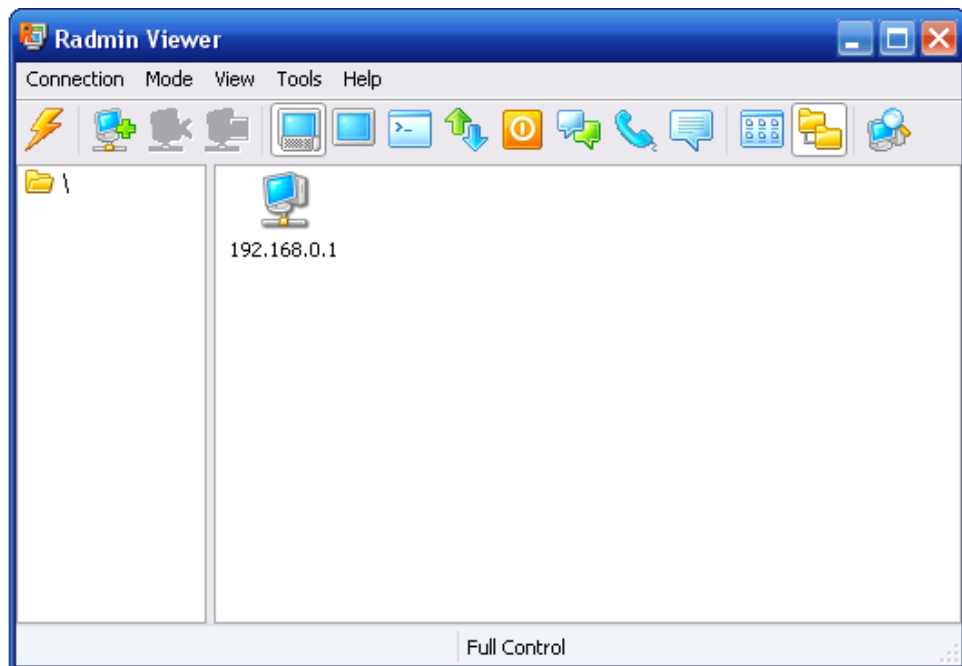 Radmin Viewer
Connection Mode View Tools Help
\
192.168.0.1
Full Control